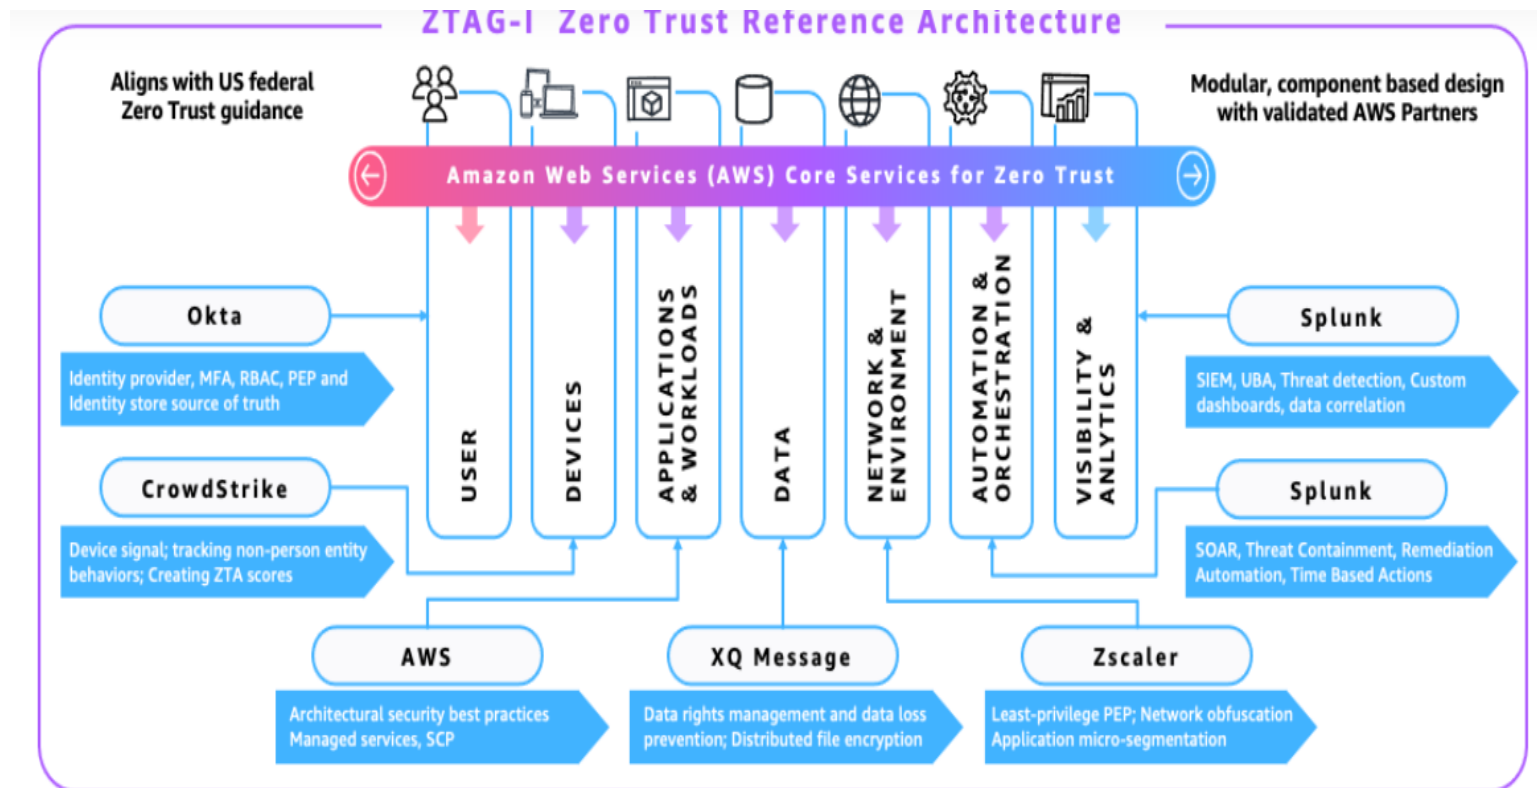 ZTAG-I Zero Trust Reference Architecture
Aligns with US federal
Zero Trust guidance
Modular, component based design
with validated AWS Partners
Amazon Web Services (AWS) Core Services for Zero Trust
USER
DEVICES
APPLICATIONS
& WORKLOADS
DATA
NETWORK &
ENVIRONMENT
AUTOMATION &
ORCHESTRATION
VISIBILITY &
ANLYTICS
Okta
Identity provider, MFA, RBAC, PEP and
Identity store source of truth
Splunk
SIEM, UBA, Threat detection, Custom
dashboards, data correlation
CrowdStrike
Device signal; tracking non-person entity
behaviors; Creating ZTA scores
Splunk
SOAR, Threat Containment, Remediation
Automation, Time Based Actions
AWS
Architectural security best practices
Managed services, SCP
XQ Message
Data rights management and data loss
prevention; Distributed file encryption
Zscaler
Least-privilege PEP; Network obfuscation
Application micro-segmentation